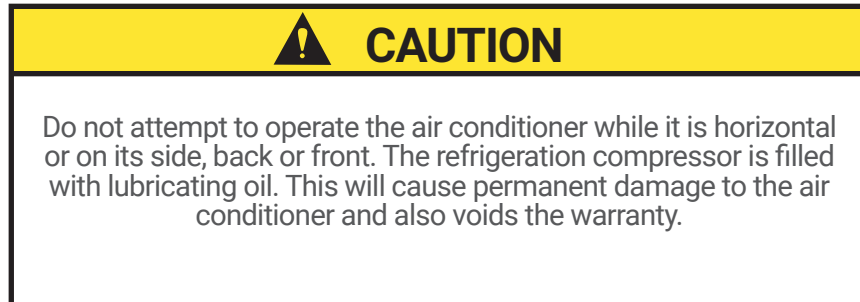 CAUTION
Do not attempt to operate the air conditioner while it is horizontal
or on its side, back or front. The refrigeration compressor is filled
with lubricating oil. This will cause permanent damage to the air
conditioner and also voids the warranty.